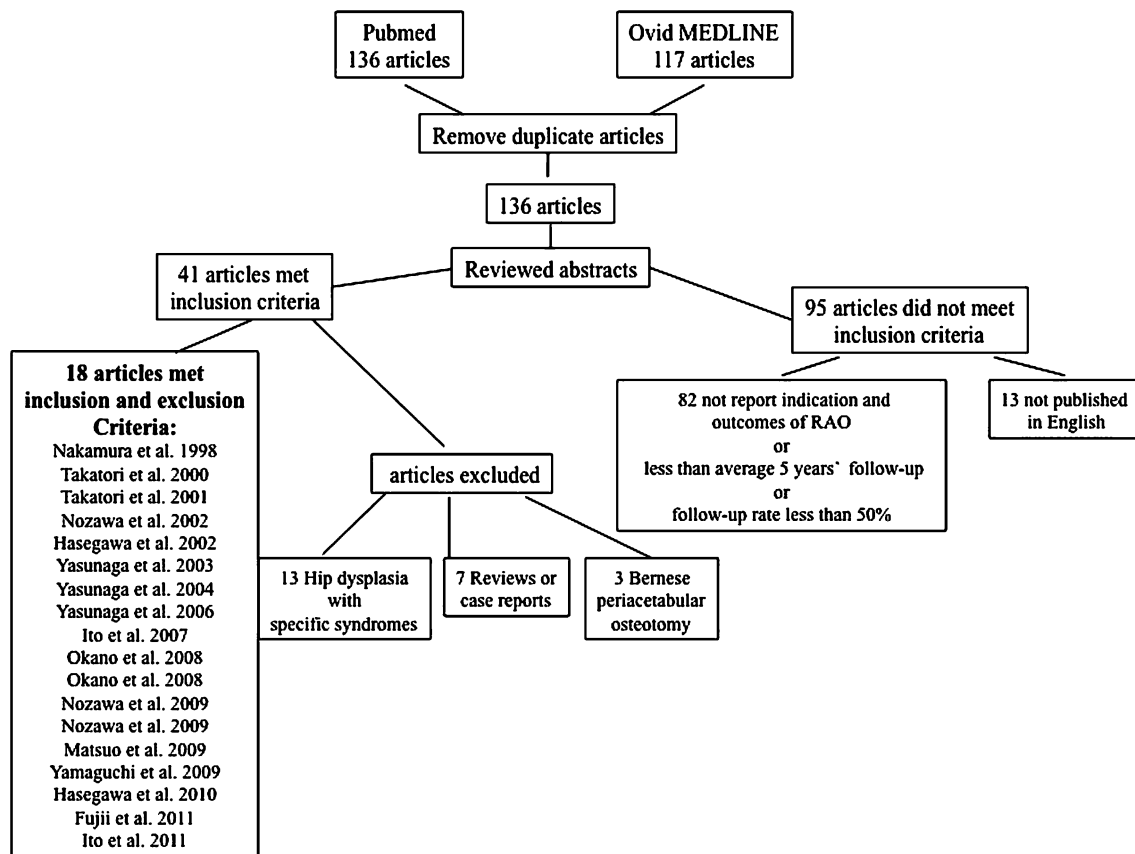 Pubmed
136 articles
Ovid MEDLINE
117 articles
Remove duplicate articles
136 articles
Reviewed abstracts
41 articles met
inclusion criteria
95 articles did not meet
inclusion criteria
18 articles met
inclusion and exclusion
Criteria:
Nakamura et al. 1998
Takatori et al. 2000
Takatori et al. 2001
Nozawa et al. 2002
Hasegawa et al. 2002
Yasunaga et al. 2003
Yasunaga et al. 2004
Yasunaga et al. 2006
Ito et al. 2007
Okano et al. 2008
Okano et al. 2008
Nozawa et al. 2009
Nozawa et al. 2009
Matsuo et al. 2009
Yamaguchi et al. 2009
Hasegawa et al. 2010
Fujii et al. 2011
Ito et al. 2011
articles excluded
13 Hip dysplasia
with
specific syndromes
7 Reviews or
case reports
3 Bernese
periacetabular
osteotomy
82 not report indication and
outcomes of RAO
or
less than average 5 years` follow-up
or
follow-up rate less than 50%
13 not published
in English